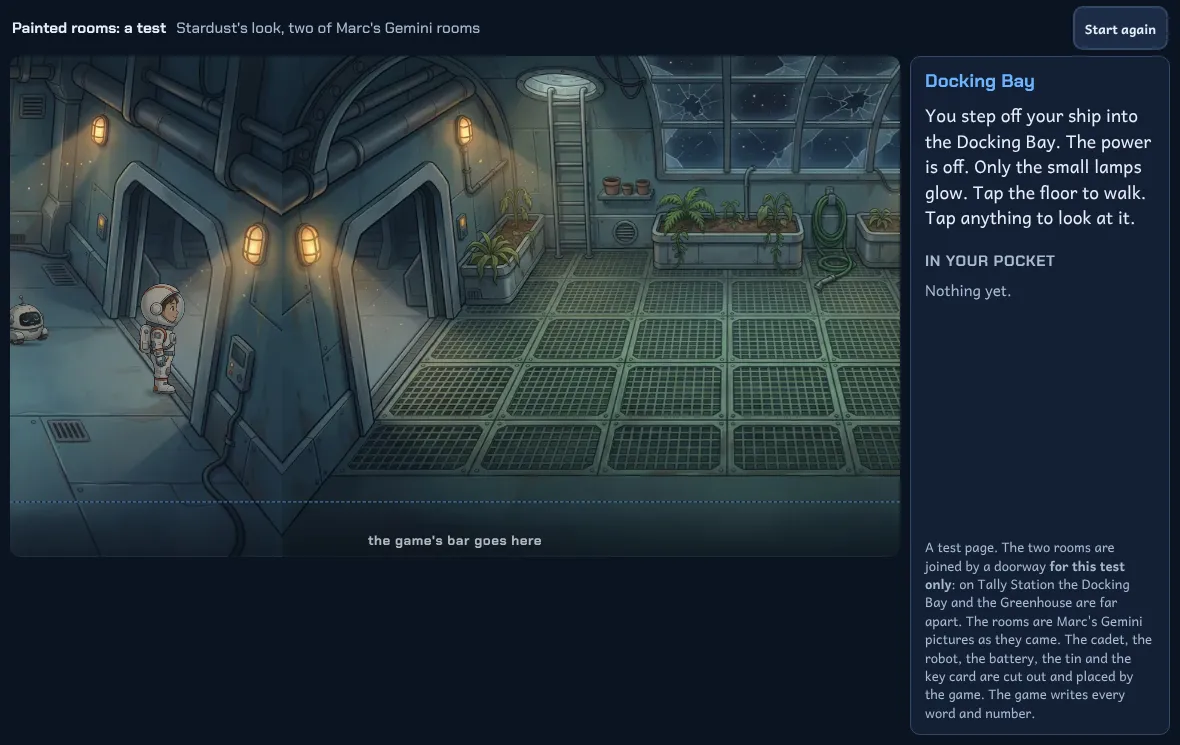 Painted rooms: a test Stardust's look, two of Marc's Gemini rooms
Start again
Docking Bay
You step off your ship into
the Docking Bay. The power
is off. Only the small lamps
glow. Tap the floor to walk.
Tap anything to look at it.
IN YOUR POCKET
Nothing yet.
the game's bar goes here
A test page. The two rooms are
joined by a doorway for this test
only: on Tally Station the Docking
Bay and the Greenhouse are far
apart. The rooms are Marc's Gemini
pictures as they came. The cadet, the
robot, the battery, the tin and the
key card are cut out and placed by
the game. The game writes every
word and number.